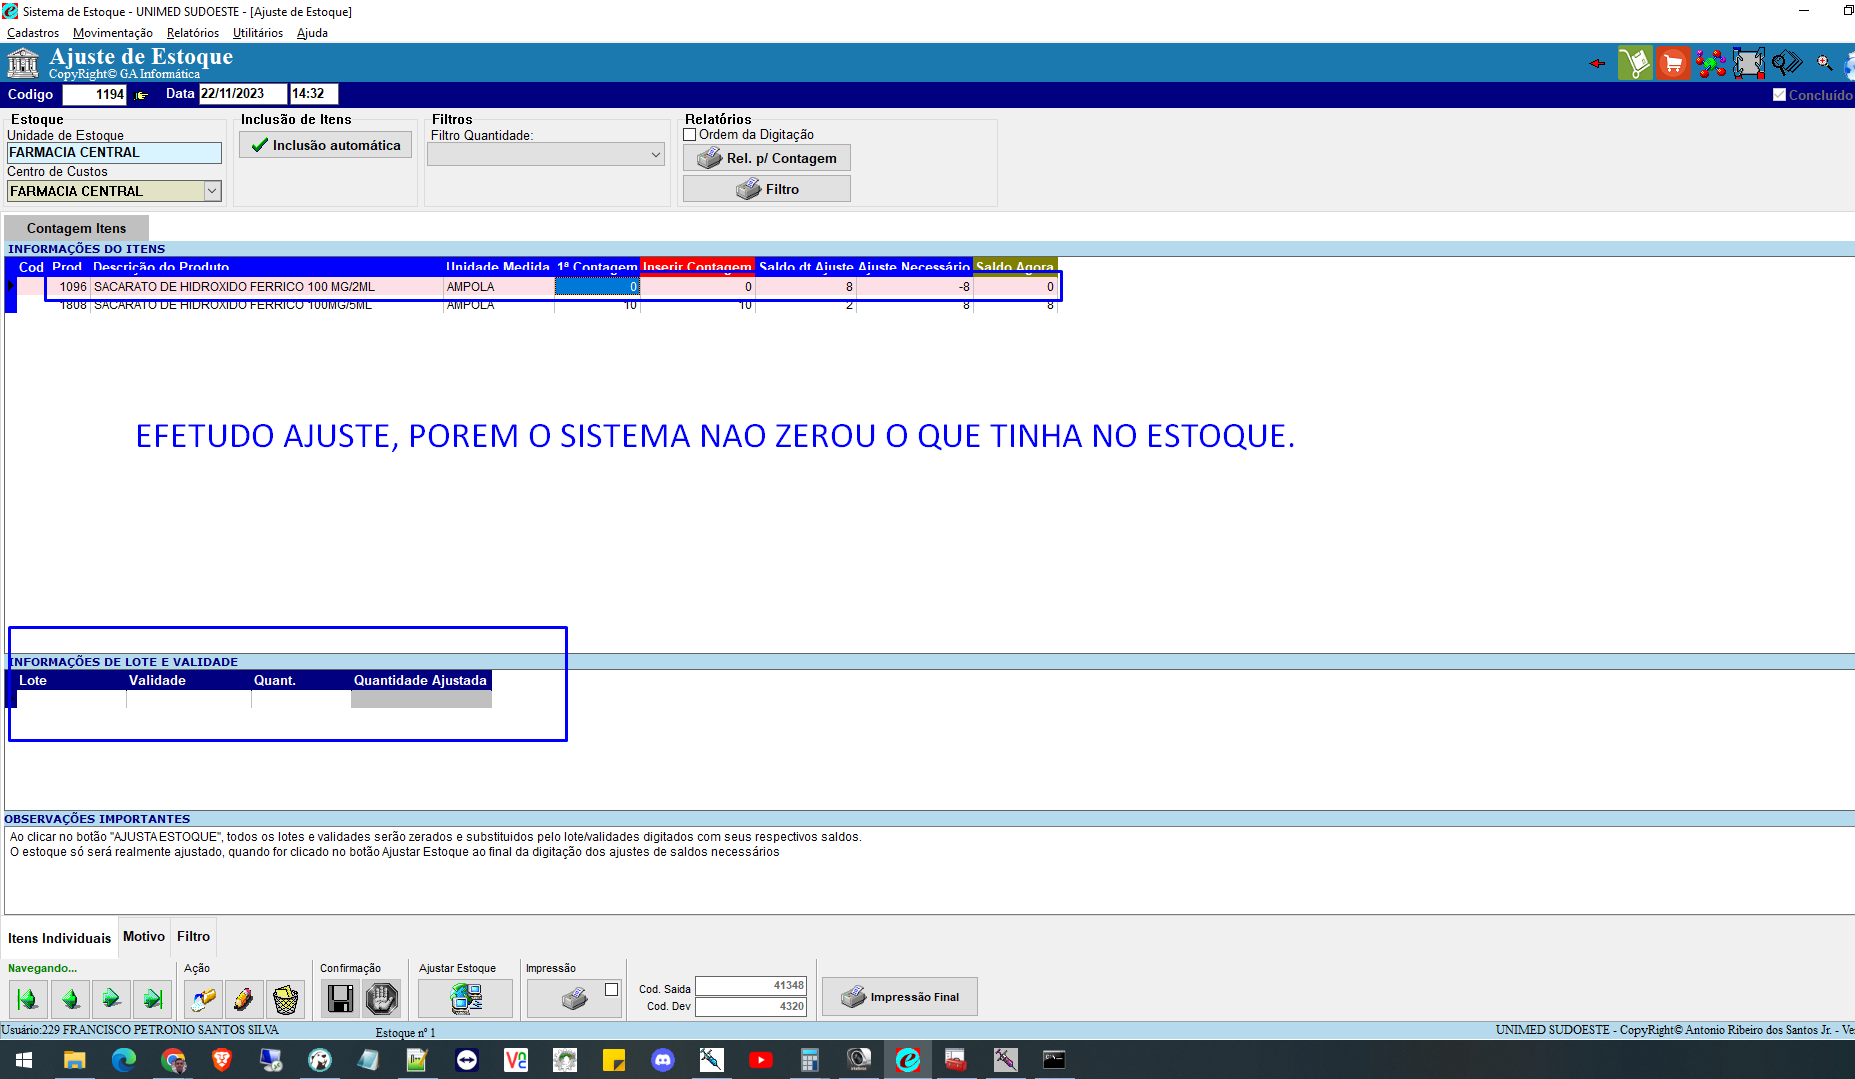 Sistema de Estoque - UNIMED SUDOESTE - [Ajuste de Estoque]
Cadastros Movimentação Relatórios Utilitários Ajuda
Ajuste de Estoque
CopyRight© GA Informática
Codigo 1194 Data 22/11/2023 14:32 Concluído
Estoque Inclusão de Itens Filtros Relatórios
Unidade de Estoque Filtro Quantidade: Ordem da Digitação
FARMACIA CENTRAL Inclusão automática Rel. p/ Contagem
Centro de Custos
FARMACIA CENTRAL Filtro
Contagem Itens
INFORMAÇÕES DO ITENS
Cod Prod Descrição do Produto Unidade Medida 1ª Contagem Inserir Contagem Saldo dt Ajuste Ajuste Necessário Saldo Agora
1096 SACARATO DE HIDROXIDO FERRICO 100 MG/2ML AMPOLA 0 0 8 -8 0
1808 SACARATO DE HIDROXIDO FERRICO 100MG/5ML AMPOLA 10 10 2 8 8
EFETUDO AJUSTE, POREM O SISTEMA NAO ZEROU O QUE TINHA NO ESTOQUE.
INFORMAÇÕES DE LOTE E VALIDADE
Lote Validade Quant. Quantidade Ajustada
OBSERVAÇÕES IMPORTANTES
Ao clicar no botão "AJUSTA ESTOQUE", todos os lotes e validades serão zerados e substituidos pelo lote/validades digitados com seus respectivos saldos.
O estoque só será realmente ajustado, quando for clicado no botão Ajustar Estoque ao final da digitação dos ajustes de saldos necessários
Itens Individuais Motivo Filtro
Navegando... Ação Confirmação Ajustar Estoque Impressão
Cod. Saida 41348
Cod. Dev 4320
Impressão Final
Usuário:229 FRANCISCO PETRONIO SANTOS SILVA Estoque nº 1 UNIMED SUDOESTE - CopyRight© Antonio Ribeiro dos Santos Jr. - Ve